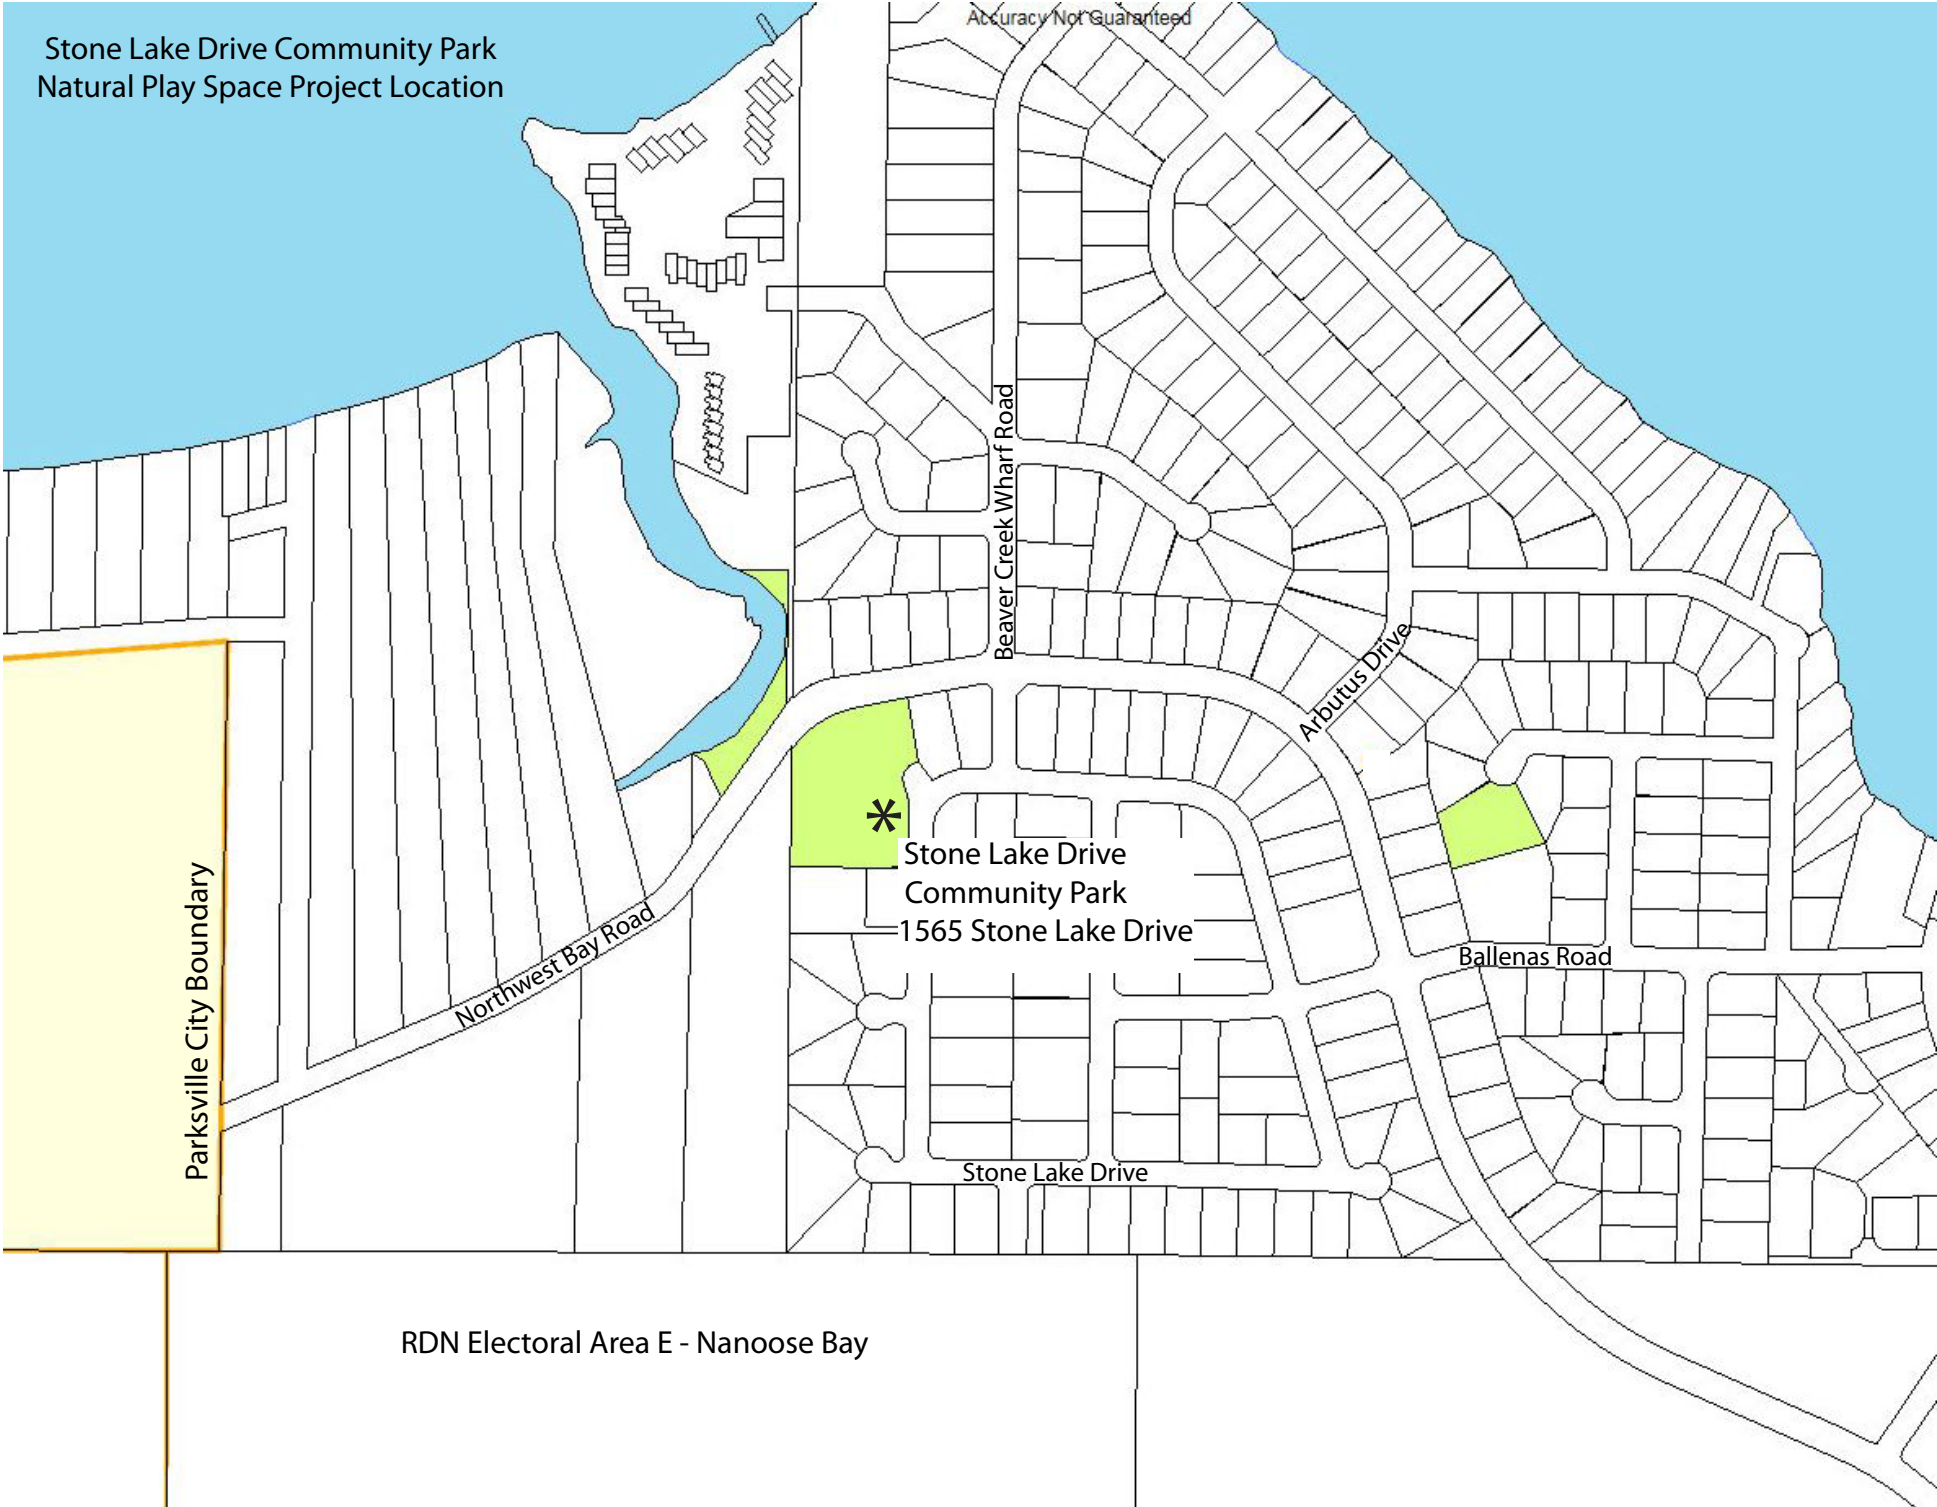 Accuracy Not Guaranteed
Stone Lake Drive Community Park
Natural Play Space Project Location
Beaver Creek Wharf Road
Arbutus Drive
*
Stone Lake Drive
Community Park
1565 Stone Lake Drive
Parksville City Boundary
Northwest Bay Road
Ballenas Road
Stone Lake Drive
RDN Electoral Area E - Nanoose Bay